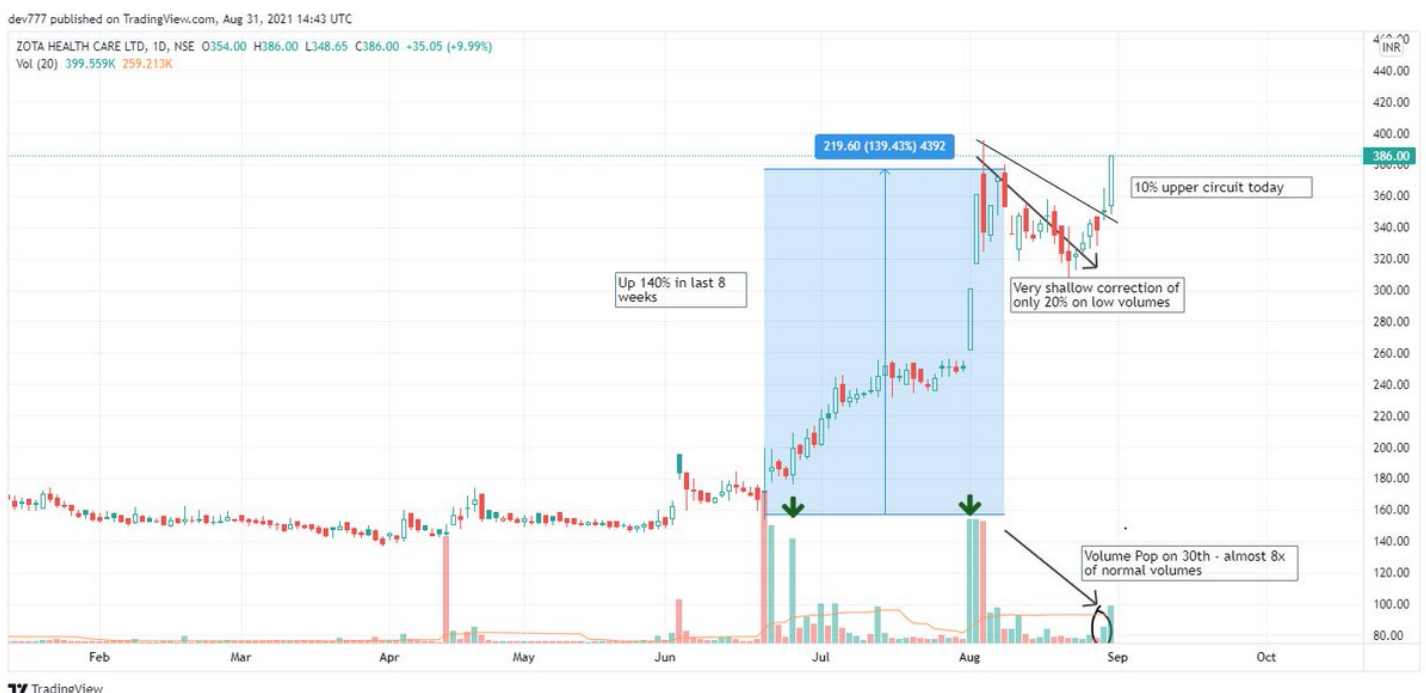 dev777 published on TradingView.com, Aug 31, 2021 14:43 UTC
ZOTA HEALTH CARE LTD, 1D, NSE O354.00 H386.00 L348.65 C386.00 +35.05 (+9.99%)
Vol (20) 399.559K 259.213K
INR
440.00
420.00
400.00
386.00
380.00
360.00
340.00
320.00
300.00
280.00
260.00
240.00
220.00
200.00
180.00
160.00
140.00
120.00
100.00
80.00
219.60 (139.43%) 4392
10% upper circuit today
Up 140% in last 8
weeks
Very shallow correction of
only 20% on low volumes
Volume Pop on 30th - almost 8x
of normal volumes
Feb Mar Apr May Jun Jul Aug Sep Oct
TradingView